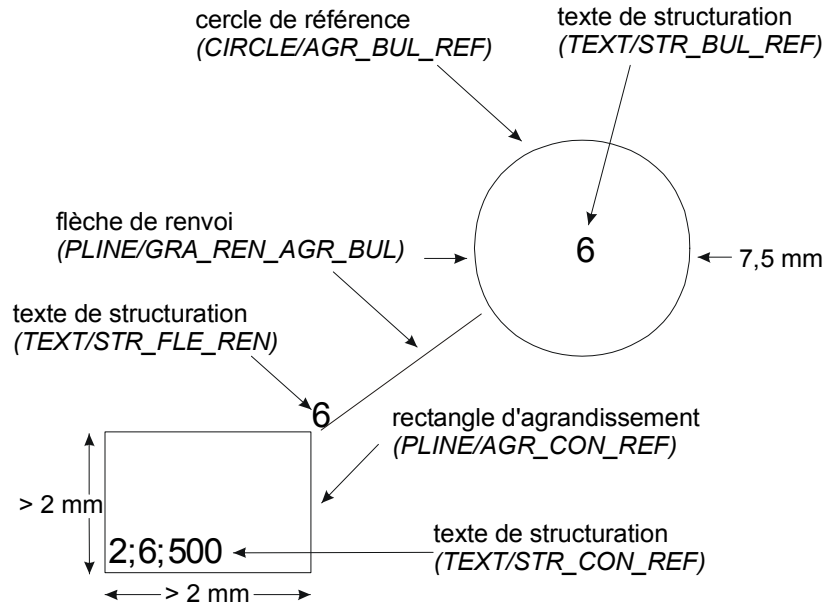 cercle de référence
(CIRCLE/AGR_BUL_REF)
texte de structuration
(TEXT/STR_BUL_REF)
flèche de renvoi
(PLINE/GRA_REN_AGR_BUL)
6
7,5 mm
texte de structuration
(TEXT/STR_FLE_REN)
6
rectangle d'agrandissement
(PLINE/AGR_CON_REF)
> 2 mm
2;6;500
texte de structuration
(TEXT/STR_CON_REF)
> 2 mm